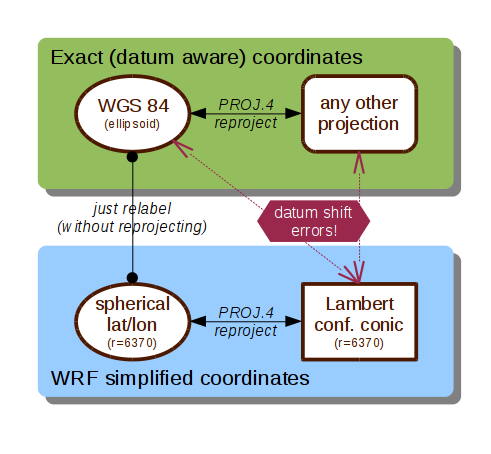 Exact (datum aware) coordinates
WGS 84
(ellipsoid)
PROJ.4
reproject
any other
projection
just relabel
(without reprojecting)
datum shift
errors!
spherical
lat/lon
(r=6370)
PROJ.4
reproject
Lambert
conf. conic
(r=6370)
WRF simplified coordinates